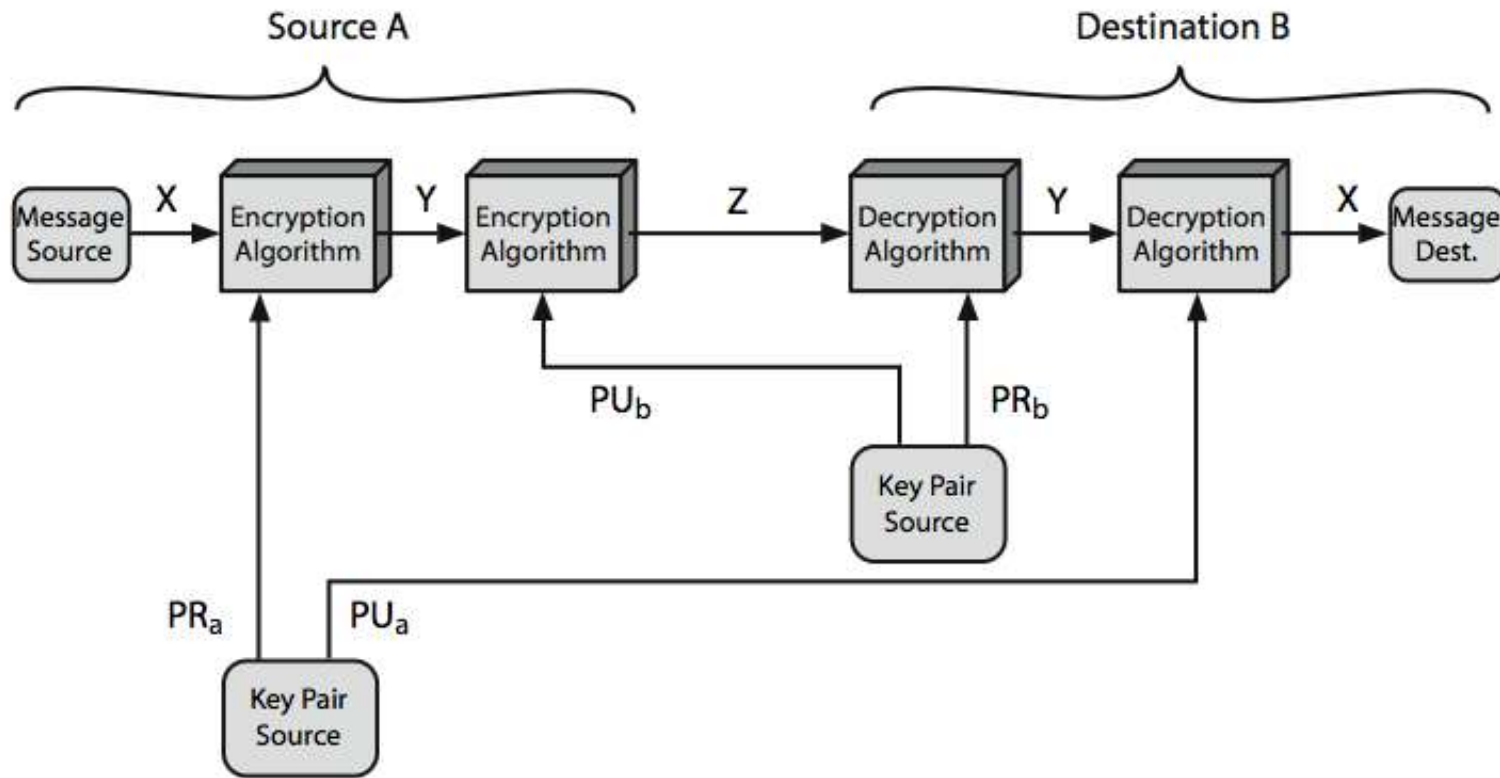 Source A
Destination B
Message
Source
X
Encryption
Algorithm
Y
Encryption
Algorithm
Z
Decryption
Algorithm
Y
Decryption
Algorithm
X
Message
Dest.
PUb
PRb
Key Pair
Source
PRa
PUa
Key Pair
Source